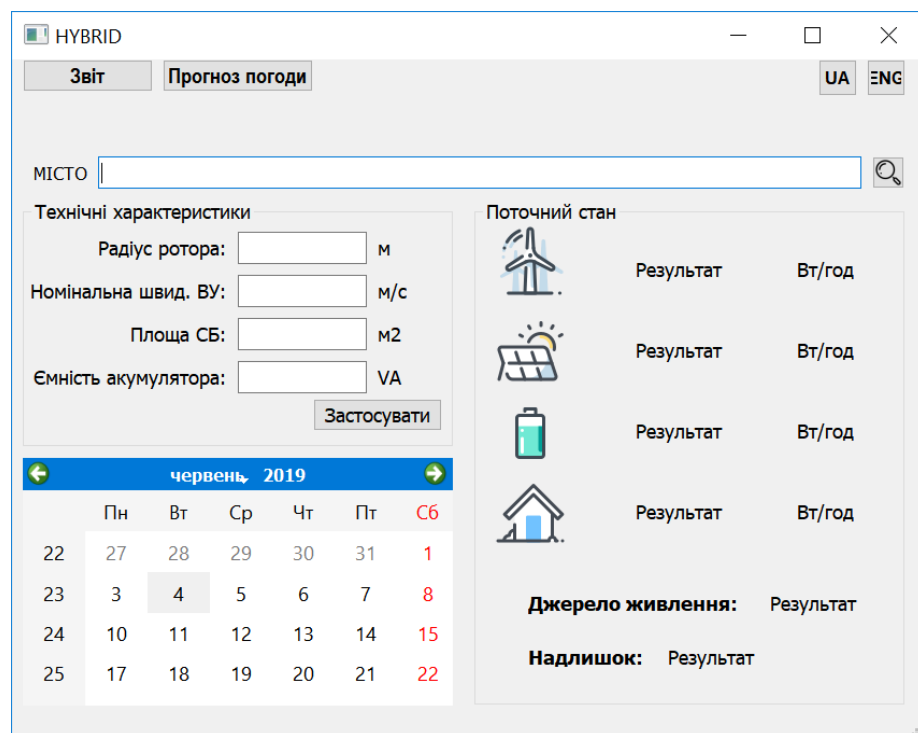 HYBRID
Звіт Прогноз погоди UA ENG
МІСТО
Технічні характеристики
Радіус ротора: м
Номінальна швид. ВУ: м/с
Площа СБ: м2
Ємність акумулятора: VA
Застосувати
Поточний стан
Результат Вт/год
Результат Вт/год
Результат Вт/год
Результат Вт/год
Джерело живлення: Результат
Надлишок: Результат
червень, 2019
Пн Вт Ср Чт Пт Сб
22 27 28 29 30 31 1
23 3 4 5 6 7 8
24 10 11 12 13 14 15
25 17 18 19 20 21 22